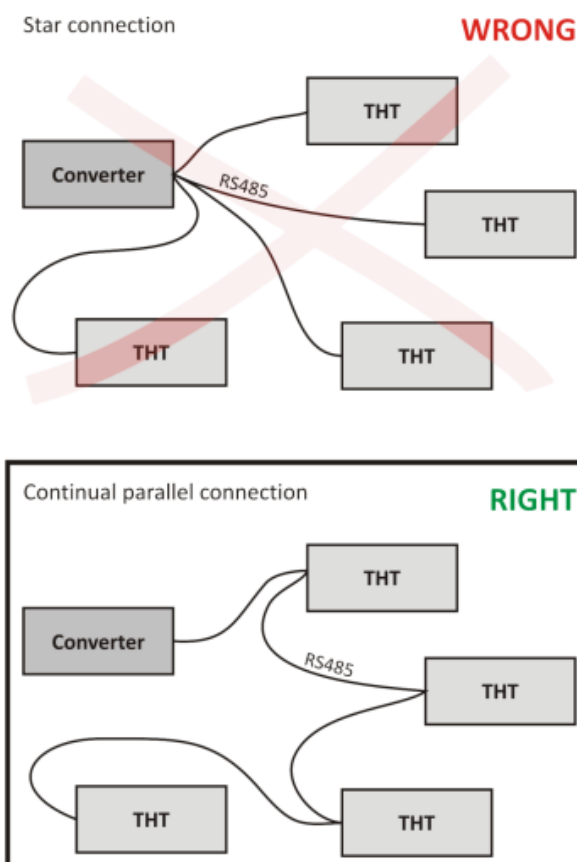 Star connection
WRONG
THT
Converter
RS485
THT
THT
THT
Continual parallel connection
RIGHT
THT
Converter
RS485
THT
THT
THT